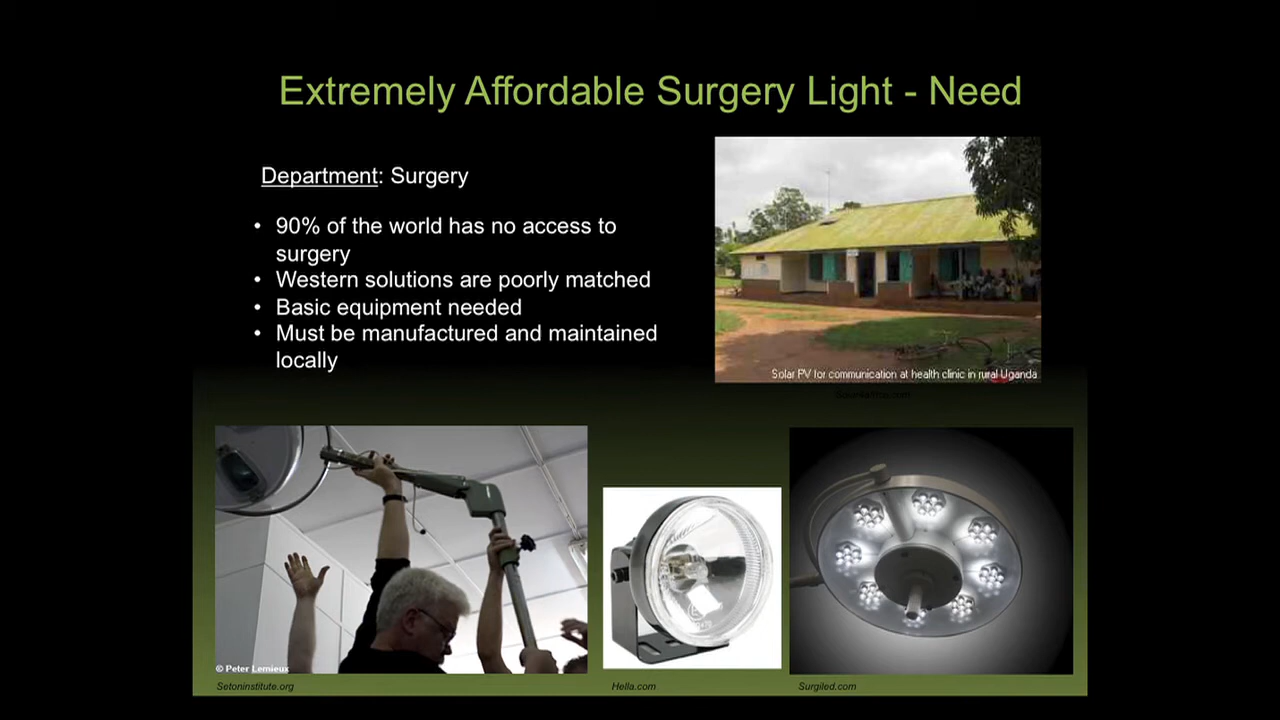 Extremely Affordable Surgery Light - Need
Department: Surgery
• 90% of the world has no access to
surgery
• Western solutions are poorly matched
• Basic equipment needed
• Must be manufactured and maintained
locally
Solar PV for communication at health clinic in rural Uganda
© Peter Lemieux
Setoninstitute.org
Hella.com
Surgiled.com